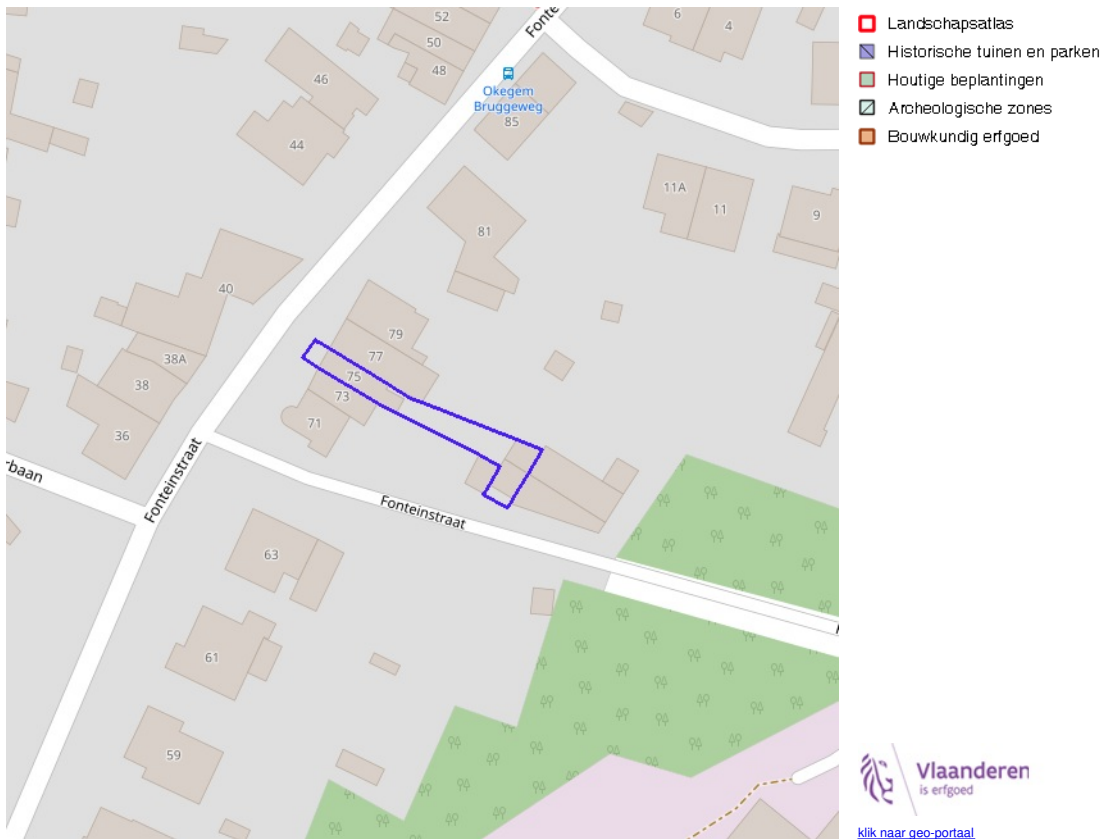 52
50
48
46
44
6
4
Fonte
Okegem
Bruggeweg
85
11A
11
9
81
40
38A
38
36
79
77
75
73
71
rbaan
Fonteinstraat
Fonteinstraat
63
61
59
Landschapsatlas
Historische tuinen en parken
Houtige beplantingen
Archeologische zones
Bouwkundig erfgoed
Vlaanderen
is erfgoed
klik naar geo-portaal